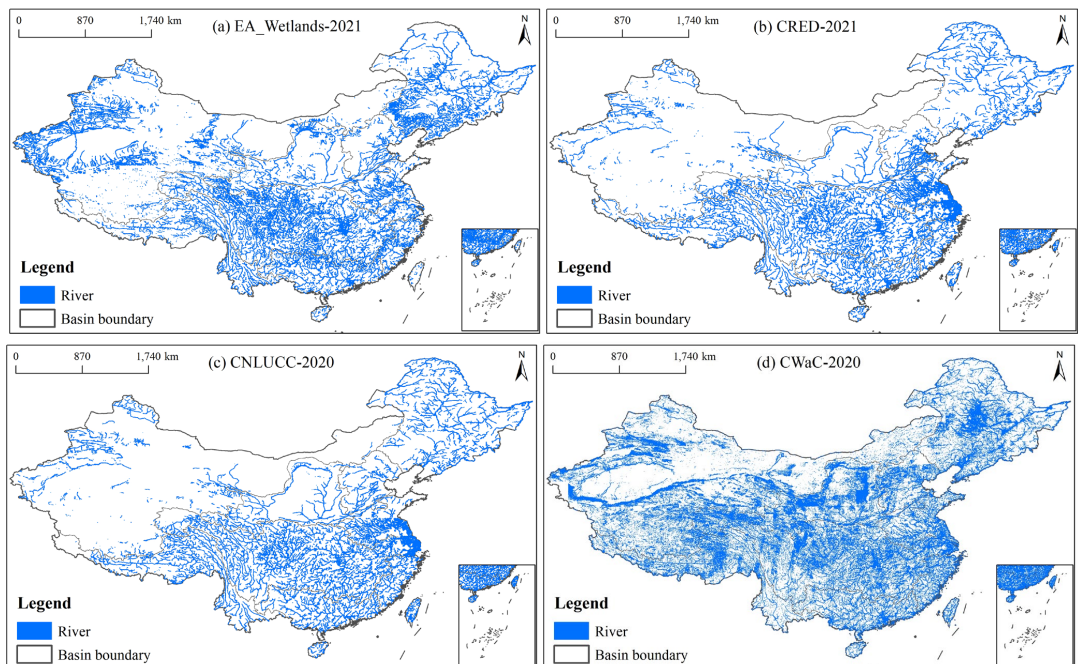 0 870 1,740 km
(a) EA_Wetlands-2021
N
Legend
River
Basin boundary
0 870 1,740 km
(b) CRED-2021
N
Legend
River
Basin boundary
0 870 1,740 km
(c) CNLUCC-2020
N
Legend
River
Basin boundary
0 870 1,740 km
(d) CWaC-2020
N
Legend
River
Basin boundary